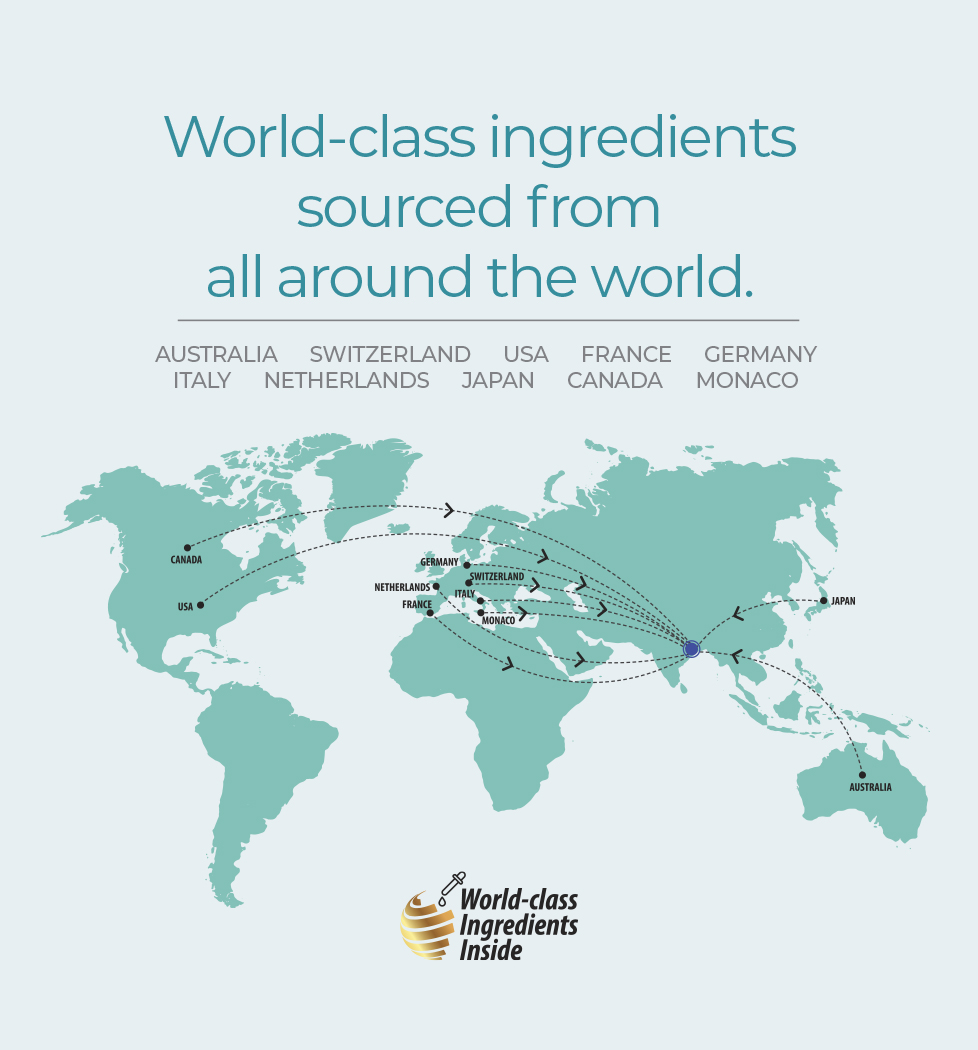 World-class ingredients
sourced from
all around the world.
AUSTRALIA SWITZERLAND USA FRANCE GERMANY
ITALY NETHERLANDS JAPAN CANADA MONACO
CANADA
USA
GERMANY
SWITZERLAND
NETHERLANDS
ITALY
FRANCE
MONACO
JAPAN
AUSTRALIA
World-class
Ingredients
Inside